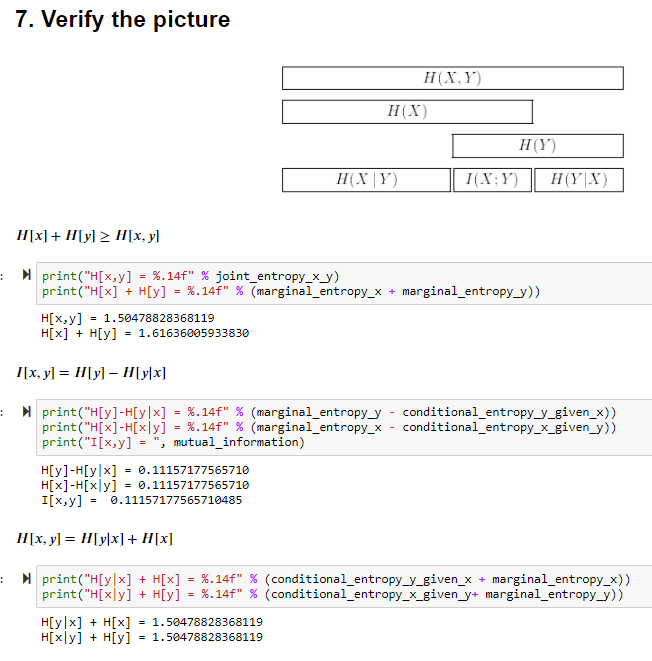 7. Verify the picture
H(X,Y)
H(X)
H(Y)
H(X|Y) I(X;Y) H(Y|X)
H[x] + H[y] ≥ H[x, y]
print("H[x,y] = %.14f" % joint_entropy_x_y)
print("H[x] + H[y] = %.14f" % (marginal_entropy_x + marginal_entropy_y))
H[x,y] = 1.50478828368119
H[x] + H[y] = 1.61636005933830
I[x, y] = H[y] − H[y|x]
print("H[y]-H[y|x] = %.14f" % (marginal_entropy_y - conditional_entropy_y_given_x))
print("H[x]-H[x|y] = %.14f" % (marginal_entropy_x - conditional_entropy_x_given_y))
print("I[x,y] = ", mutual_information)
H[y]-H[y|x] = 0.11157177565710
H[x]-H[x|y] = 0.11157177565710
I[x,y] =  0.11157177565710485
H[x, y] = H[y|x] + H[x]
print("H[y|x] + H[x] = %.14f" % (conditional_entropy_y_given_x + marginal_entropy_x))
print("H[x|y] + H[y] = %.14f" % (conditional_entropy_x_given_y+ marginal_entropy_y))
H[y|x] + H[x] = 1.50478828368119
H[x|y] + H[y] = 1.50478828368119